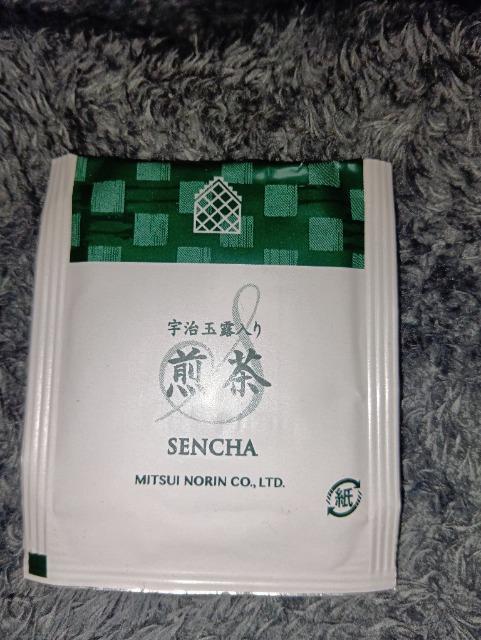 宇治玉露入り
煎茶
SENCHA
MITSUI NORIN CO., LTD.
紙